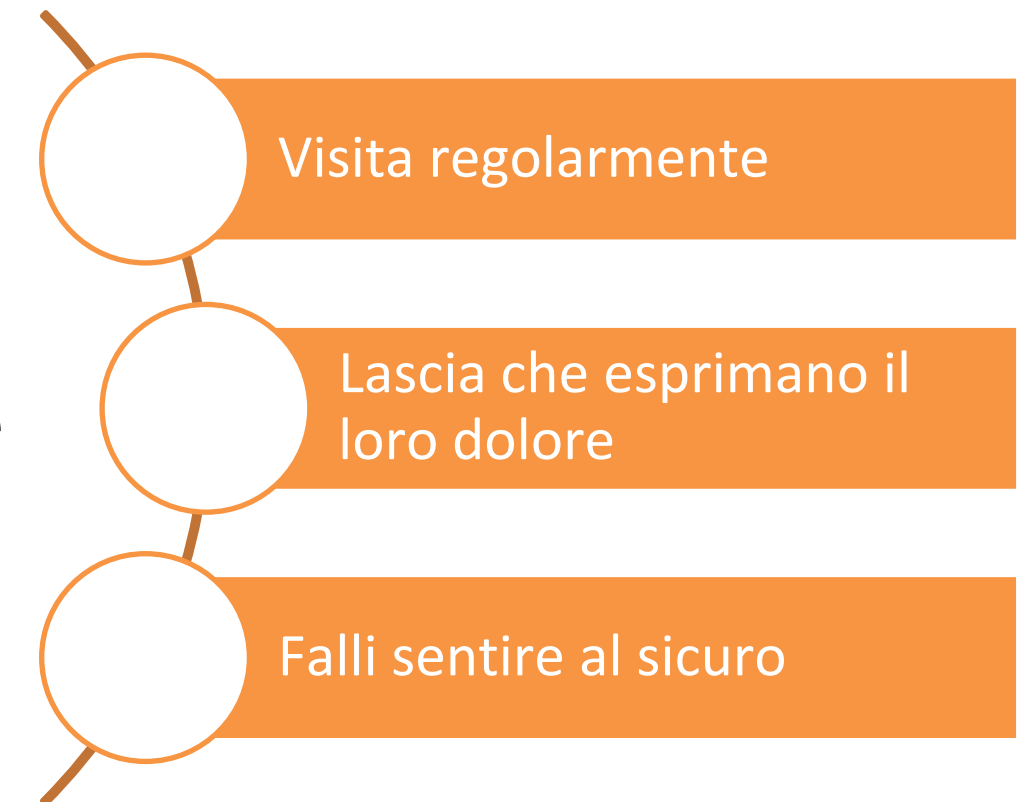 Visita regolarmente
Lascia che esprimano il
loro dolore
Falli sentire al sicuro